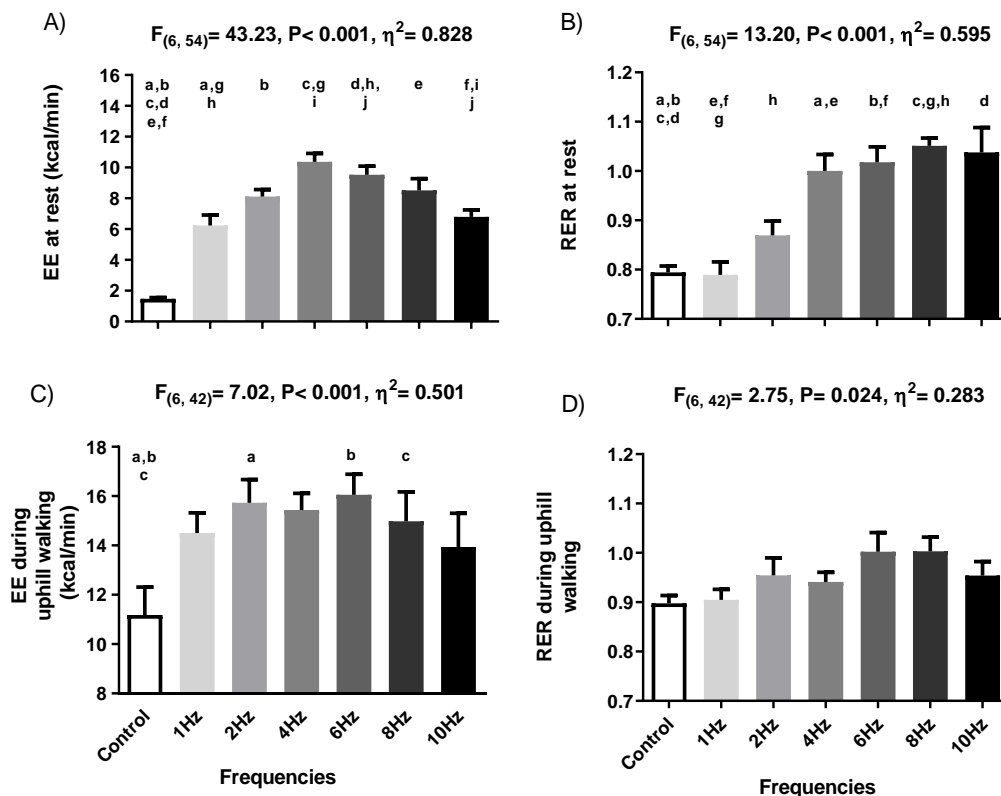 A)
F(6, 54)= 43.23, P< 0.001, η2= 0.828
EE at rest (kcal/min)
16
14
12
10
8
6
4
2
0
a,b
c,d
e,f
a,g
h
b
c,g
i
d,h,
j
e
f,i
j
B)
F(6, 54)= 13.20, P< 0.001, η2= 0.595
RER at rest
1.2
1.1
1.0
0.9
0.8
0.7
a,b
c,d
e,f
g
h
a,e
b,f
c,g,h
d
C)
F(6, 42)= 7.02, P< 0.001, η2= 0.501
EE during
uphill walking
(kcal/min)
18
16
14
12
10
8
a,b
c
a
b
c
Control
1Hz
2Hz
4Hz
6Hz
8Hz
10Hz
Frequencies
D)
F(6, 42)= 2.75, P= 0.024, η2= 0.283
RER during uphill
walking
1.2
1.1
1.0
0.9
0.8
0.7
Control
1Hz
2Hz
4Hz
6Hz
8Hz
10Hz
Frequencies